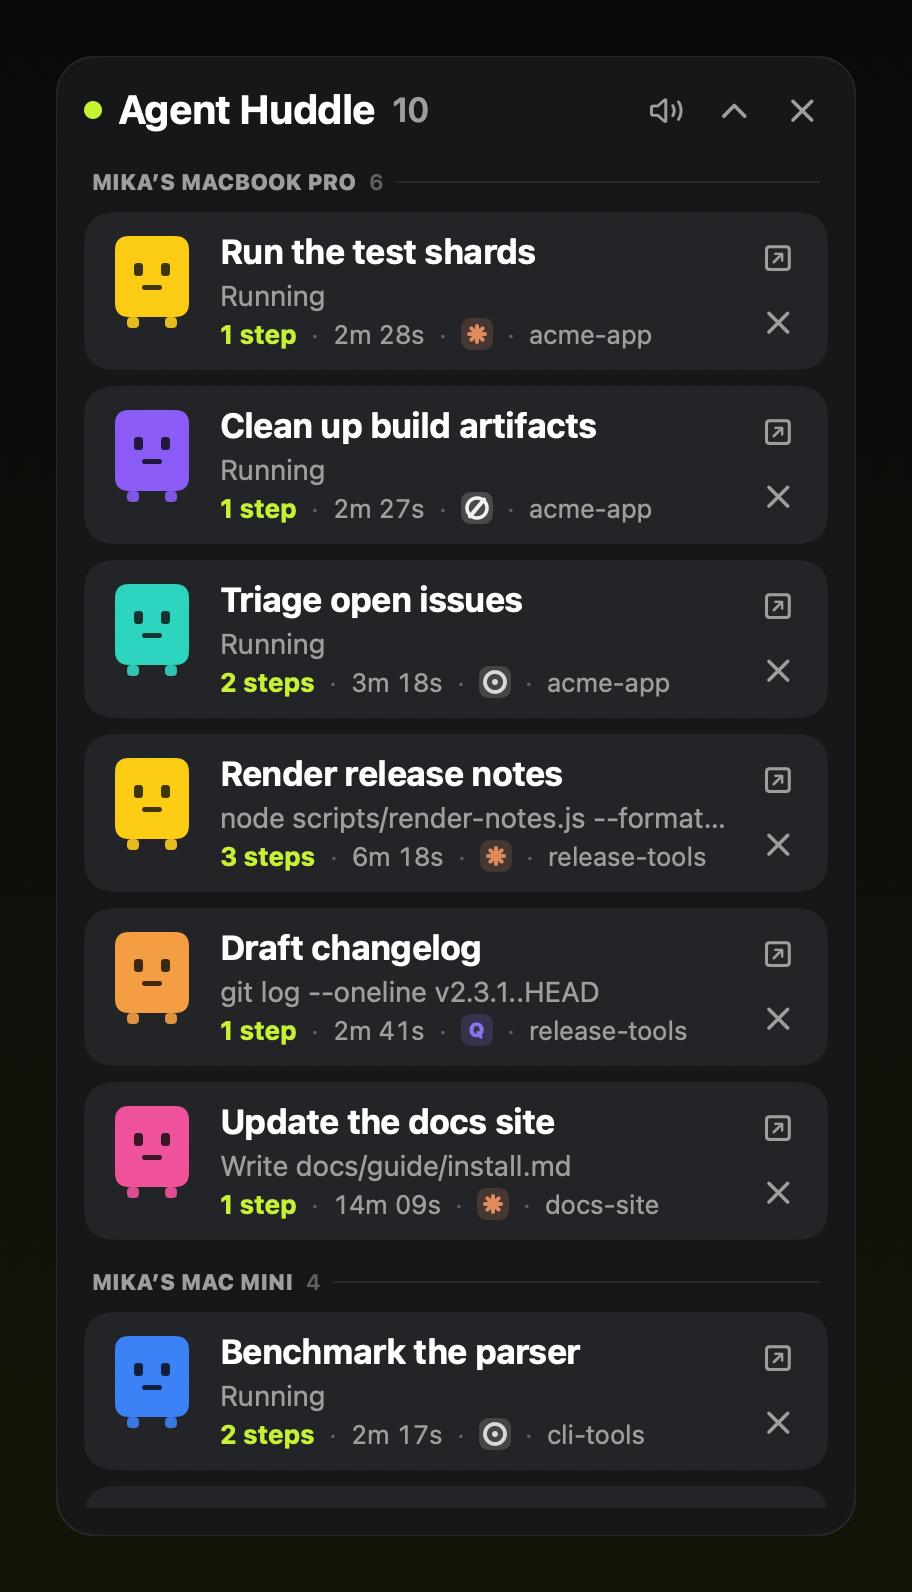 Agent Huddle 10
MIKA’S MACBOOK PRO 6
Run the test shards
Running
1 step · 2m 28s · acme-app
Clean up build artifacts
Running
1 step · 2m 27s · acme-app
Triage open issues
Running
2 steps · 3m 18s · acme-app
Render release notes
node scripts/render-notes.js --format...
3 steps · 6m 18s · release-tools
Draft changelog
git log --oneline v2.3.1..HEAD
1 step · 2m 41s · Q · release-tools
Update the docs site
Write docs/guide/install.md
1 step · 14m 09s · docs-site
MIKA’S MAC MINI 4
Benchmark the parser
Running
2 steps · 2m 17s · cli-tools